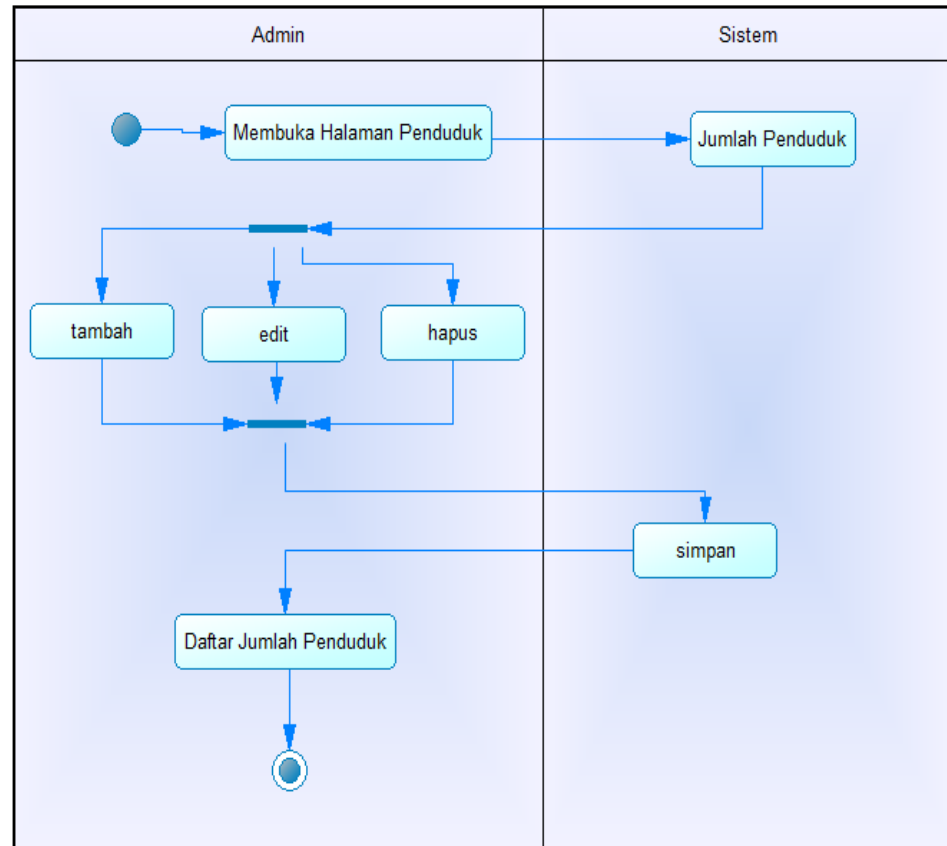 Admin
Sistem
Membuka Halaman Penduduk
Jumlah Penduduk
tambah
edit
hapus
simpan
Daftar Jumlah Penduduk